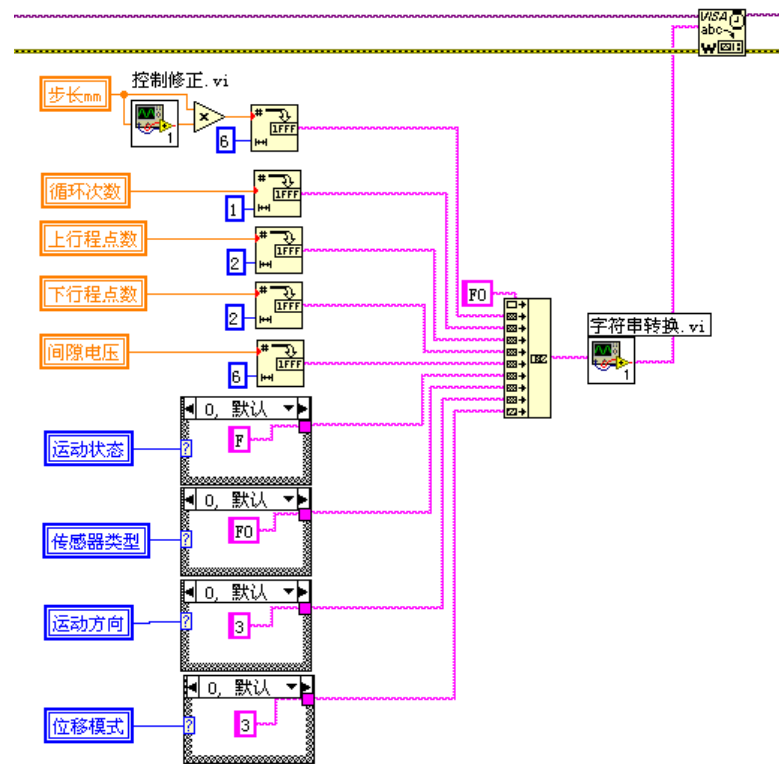 VISA
abc
W
控制修正.vi
步长mm
1
×
#
1FFF
6
循环次数
#
1FFF
1
上行程点数
#
1FFF
2
F0
下行程点数
#
1FFF
2
字符串转换.vi
1
间隙电压
#
1FFF
6
0, 默认
F
运动状态
?
0, 默认
F0
传感器类型
?
0, 默认
运动方向
?
3
0, 默认
位移模式
?
3